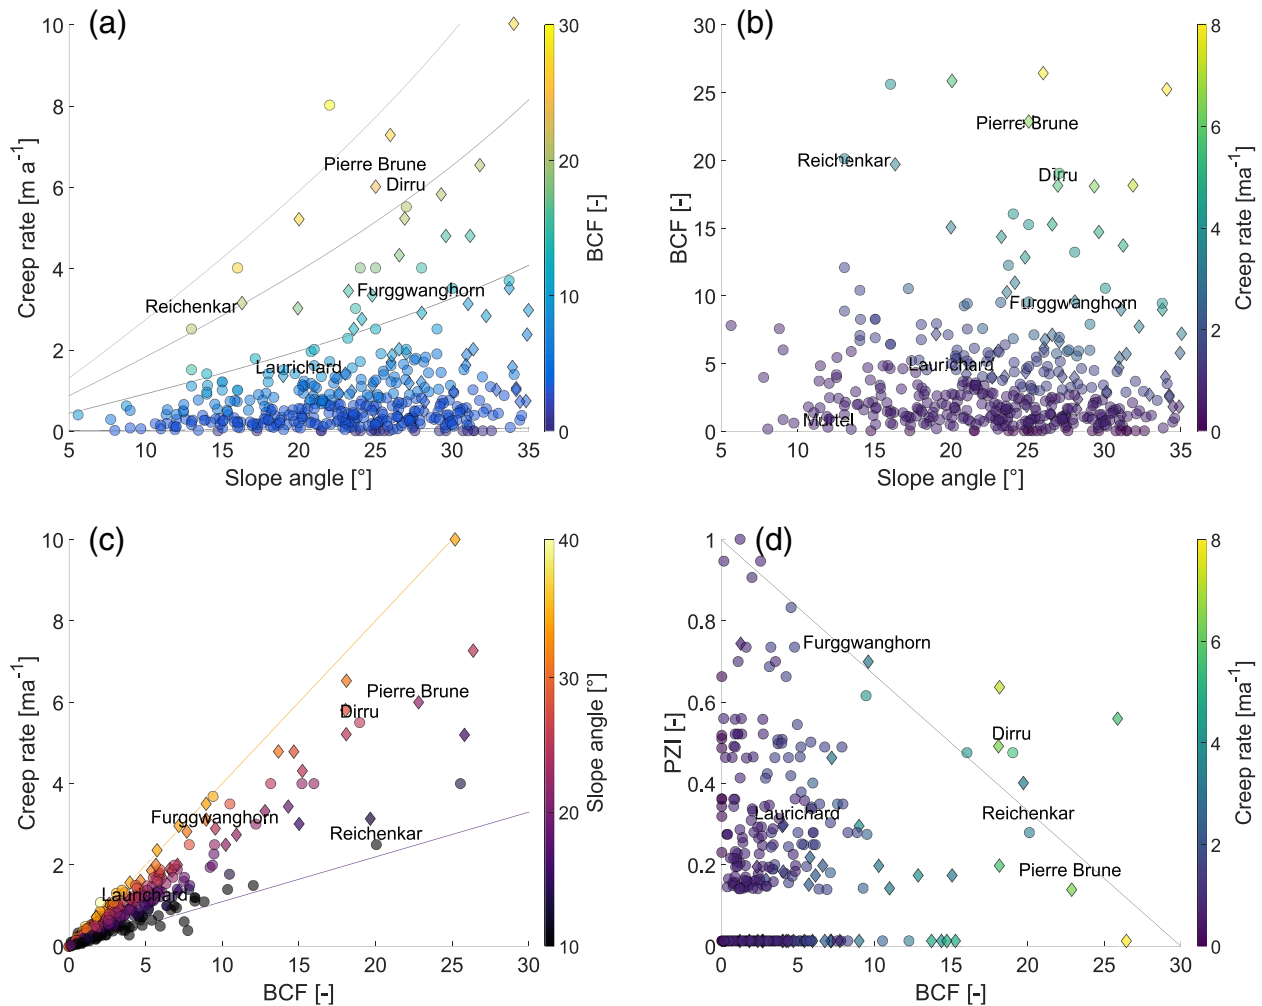 (a)
10
8
6
4
2
0
Creep rate [m a⁻¹]
10
15
20
25
30
35
5
Slope angle [°]
Pierre Brune
Dirru
Reichenkar
Furggwanghorn
Laurichard
30
20
10
0
BCF [-]
(b)
30
25
20
15
10
5
0
BCF [-]
5
10
15
20
25
30
35
Slope angle [°]
Pierre Brune
Reichenkar
Dirru
Furggwanghorn
Laurichard
Murtel
8
6
4
2
0
Creep rate [ma⁻¹]
(c)
10
8
6
4
2
0
Creep rate [ma⁻¹]
0
5
10
15
20
25
30
BCF [-]
Pierre Brune
Dirru
Furggwanghorn
Reichenkar
Laurichard
40
30
20
10
Slope angle [°]
(d)
1
0.8
0.6
0.4
0.2
0
PZI [-]
0
5
10
15
20
25
30
BCF [-]
Furggwanghorn
Dirru
Laurichard
Reichenkar
Pierre Brune
8
6
4
2
0
Creep rate [ma⁻¹]